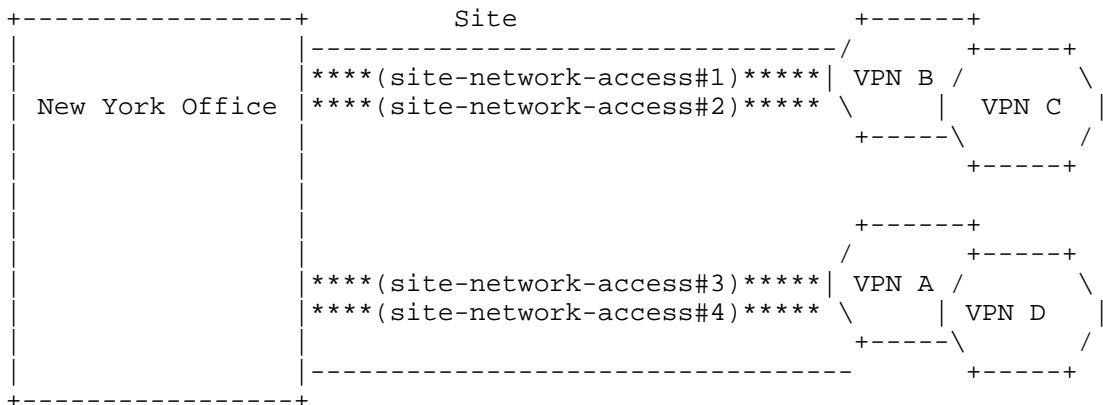 Site
****(site-network-access#1)***** VPN B
New York Office ****(site-network-access#2)***** VPN C
****(site-network-access#3)***** VPN A
****(site-network-access#4)***** VPN D